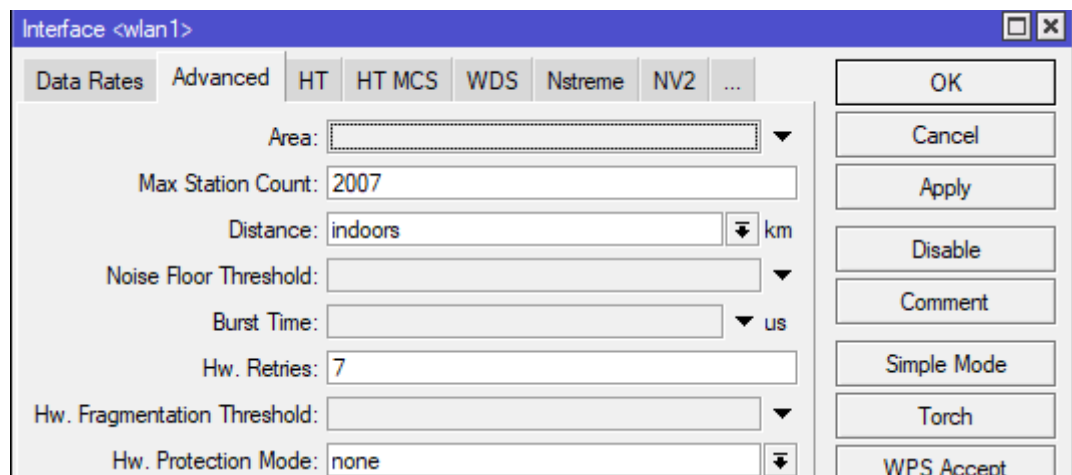 Interface <wlan1>
Data Rates Advanced HT HT MCS WDS Nstreme NV2 ...
Area:
Max Station Count: 2007
Distance: indoors km
Noise Floor Threshold:
Burst Time: us
Hw. Retries: 7
Hw. Fragmentation Threshold:
Hw. Protection Mode: none
OK
Cancel
Apply
Disable
Comment
Simple Mode
Torch
WPS Accept